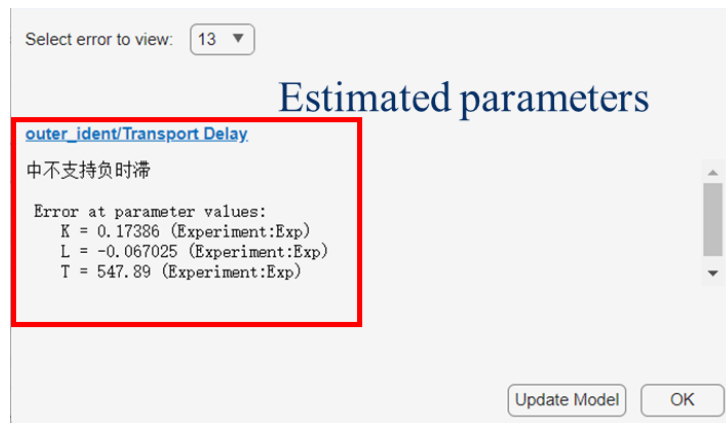 Select error to view: 13
Estimated parameters
outer_ident/Transport Delay
中不支持负时滞
Error at parameter values:
K = 0.17386 (Experiment:Exp)
L = -0.067025 (Experiment:Exp)
T = 547.89 (Experiment:Exp)
Update Model OK